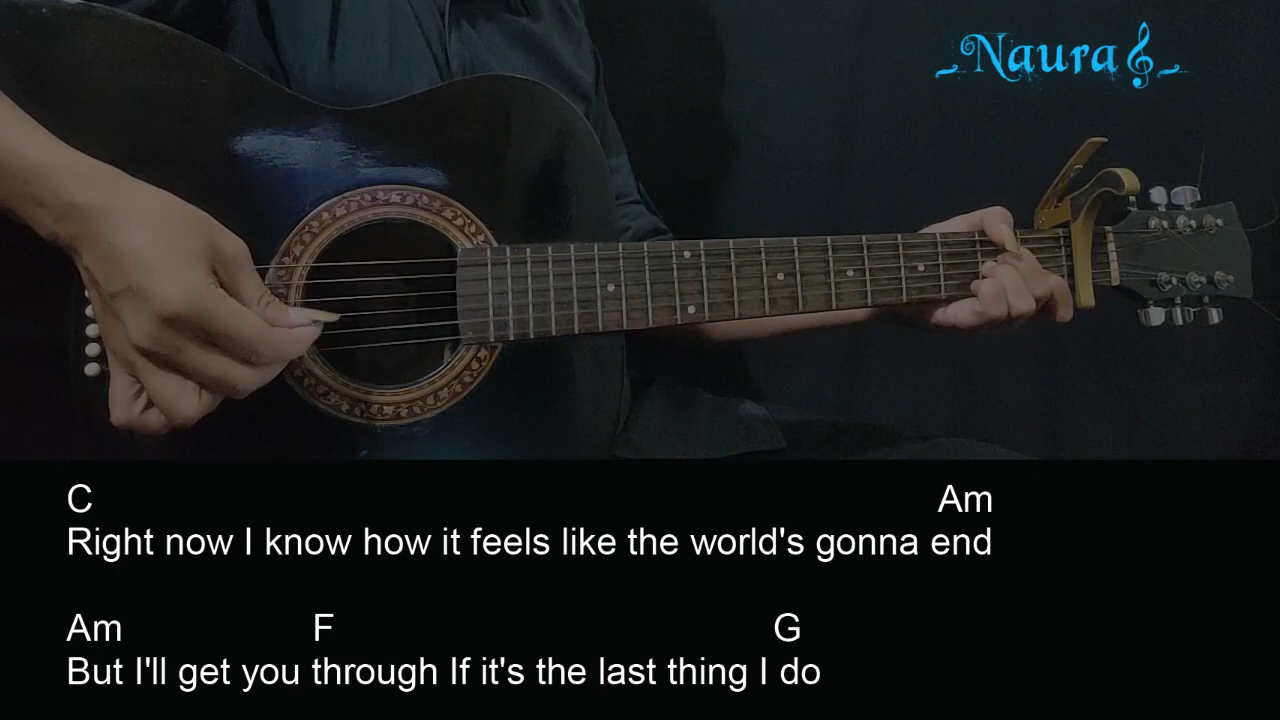 Naura
C Am
Right now I know how it feels like the world's gonna end
Am F G
But I'll get you through If it's the last thing I do